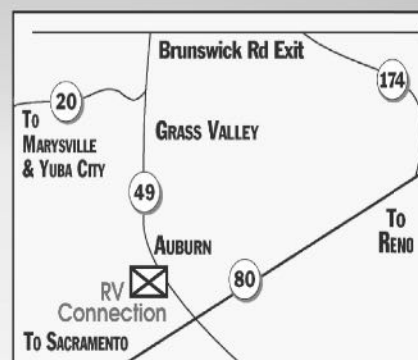 Brunswick Rd Exit
174
20
To
Marysville
& Yuba City
Grass Valley
49
To
Reno
Auburn
80
RV
Connection
To Sacramento